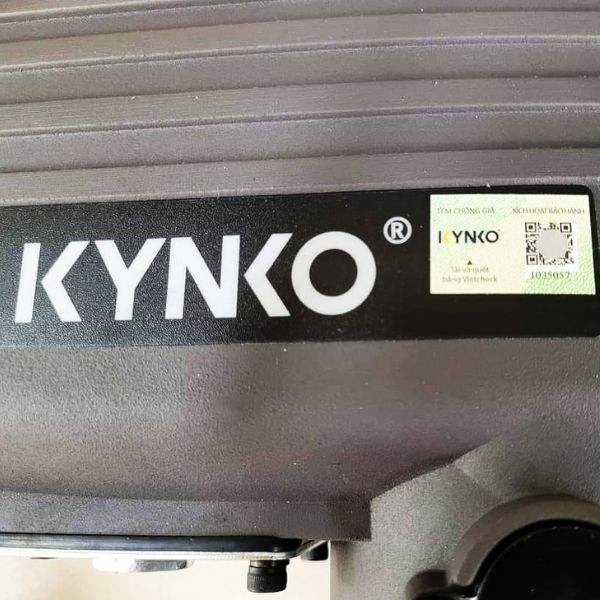 KYNKO®
TEM CHỐNG GIẢ
KÍCH HOẠT BẢO HÀNH
KYNKO
Tải và quét
bằng Vietcheck
1035057